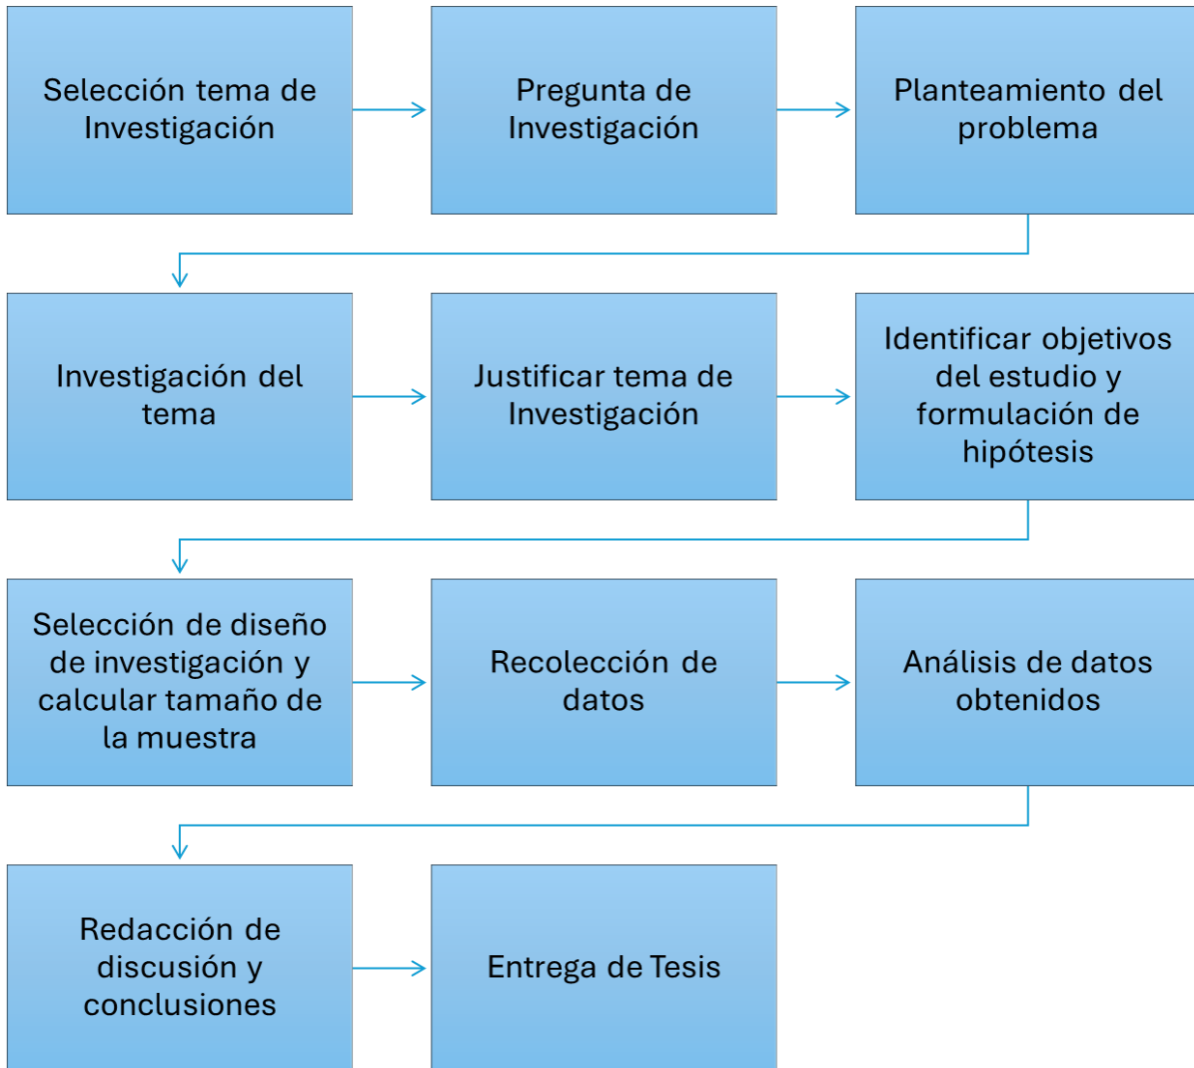 Selección tema de
Investigación
Pregunta de
Investigación
Planteamiento del
problema
Investigación del
tema
Justificar tema de
Investigación
Identificar objetivos
del estudio y
formulación de
hipótesis
Selección de diseño
de investigación y
calcular tamaño de
la muestra
Recolección de
datos
Análisis de datos
obtenidos
Redacción de
discusión y
conclusiones
Entrega de Tesis